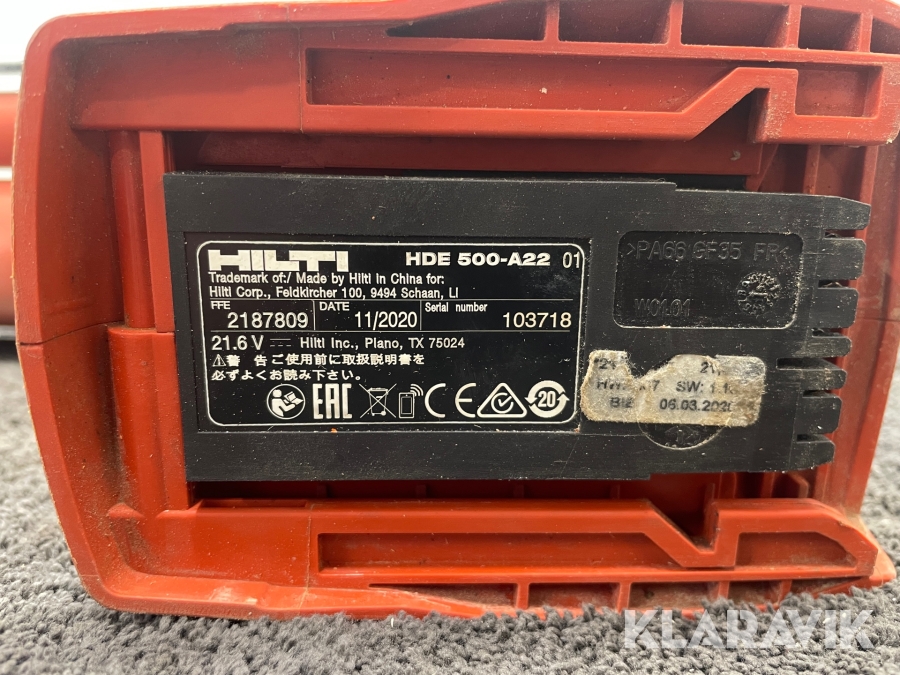 HILTI HDE 500-A22 01
Trademark of:/ Made by Hilti in China for:
Hilti Corp., Feldkircher 100, 9494 Schaan, LI
DATE Serial number
2187809 11/2020 103718
21.6 V Hilti Inc., Plano, TX 75024
警告 ご使用前に取扱説明書を
必ずよくお読み下さい。
EAC CE 20
>PA66 GF35 FR
SW:
06.03.2020
KLARAVIK